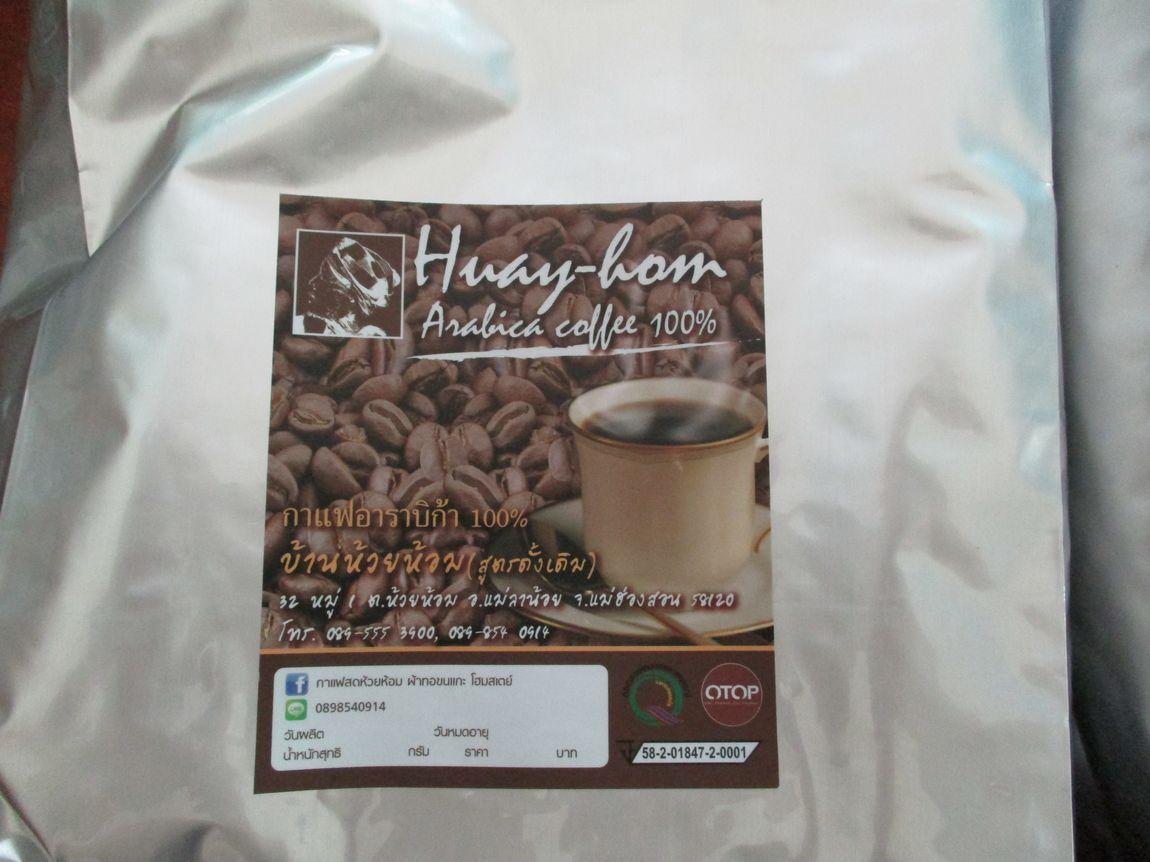 Huay-hom
Arabica coffee 100%
กาแฟอาราบิก้า 100%
บ้านห้วยห้อม (สูตรดั้งเดิม)
32 หมู่ 1 ต.ห้วยห้อม อ.แม่ลาน้อย จ.แม่ฮ่องสอน 58120
โทร. 089-555 3900, 089-854 0914
กาแฟสดห้วยห้อม ผ้าทอขนแกะ โฮมสเตย์
LINE 0898540914
วันผลิต วันหมดอายุ
น้ำหนักสุทธิ กรัม ราคา บาท
Q
OTOP
58-2-01847-2-0001